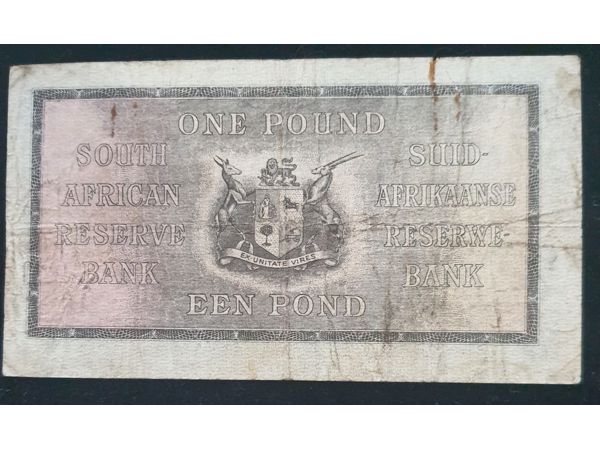 ONE POUND
SOUTH
AFRICAN
RESERVE
BANK
SUID-
AFRIKAANSE
RESERWE-
BANK
EX UNITATE VIRES
EEN POND